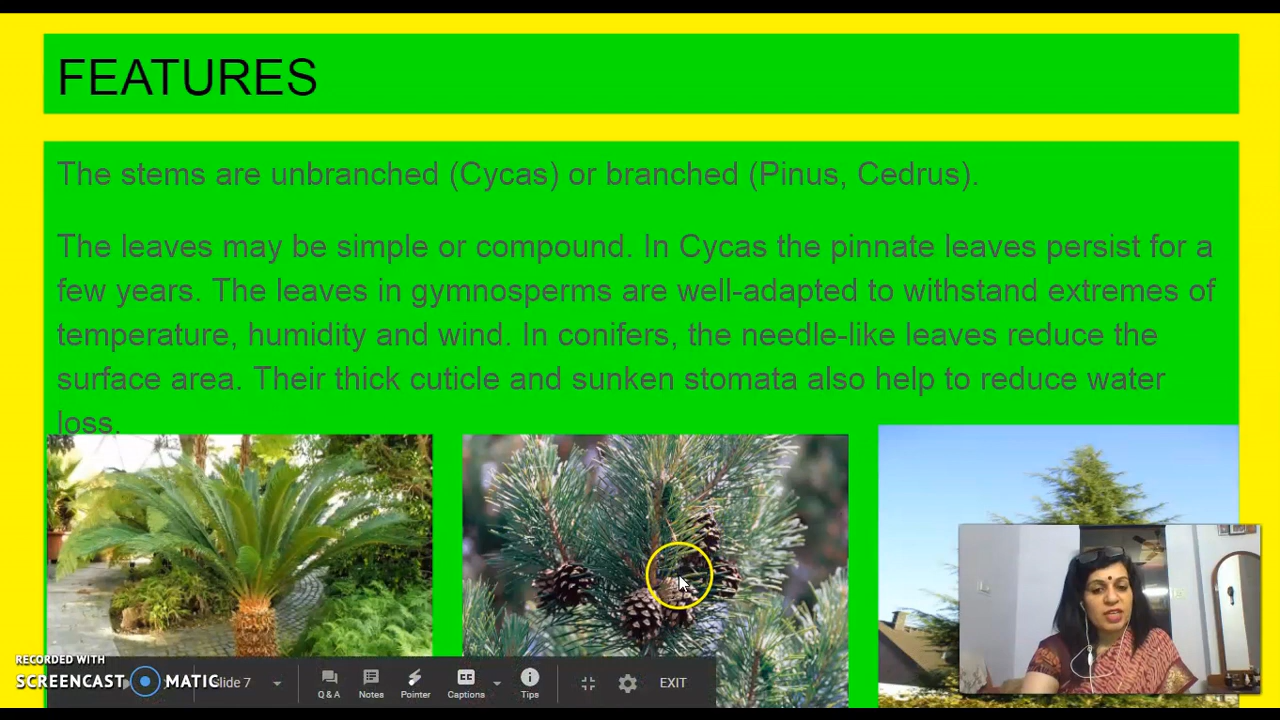 FEATURES
The stems are unbranched (Cycas) or branched (Pinus, Cedrus).
The leaves may be simple or compound. In Cycas the pinnate leaves persist for a
few years. The leaves in gymnosperms are well-adapted to withstand extremes of
temperature, humidity and wind. In conifers, the needle-like leaves reduce the
surface area. Their thick cuticle and sunken stomata also help to reduce water
loss.
RECORDED WITH
SCREENCAST MATIC
Slide 7
Q & A
Notes
Pointer
CC
Captions
Tips
EXIT